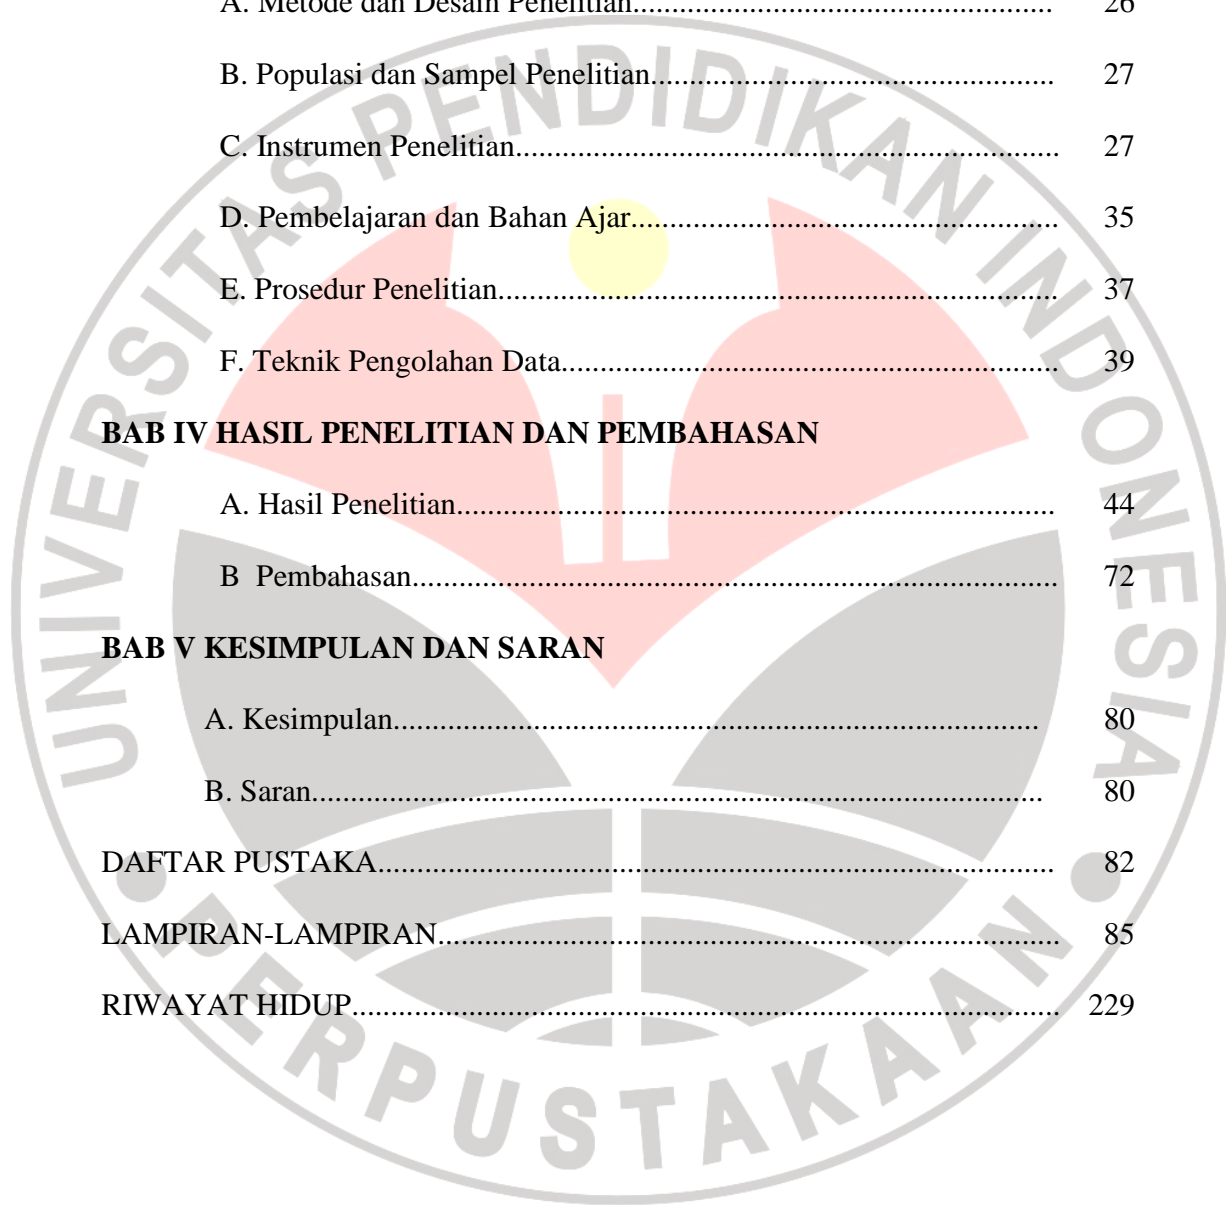 A. Metode dan Desain Penelitian...................................................... 26
B. Populasi dan Sampel Penelitian.................................................... 27
C. Instrumen Penelitian...................................................................... 27
D. Pembelajaran dan Bahan Ajar....................................................... 35
E. Prosedur Penelitian........................................................................ 37
F. Teknik Pengolahan Data................................................................ 39
BAB IV HASIL PENELITIAN DAN PEMBAHASAN
A. Hasil Penelitian............................................................................. 44
B Pembahasan................................................................................... 72
BAB V KESIMPULAN DAN SARAN
A. Kesimpulan................................................................................... 80
B. Saran.............................................................................................. 80
DAFTAR PUSTAKA....................................................................................... 82
LAMPIRAN-LAMPIRAN................................................................................ 85
RIWAYAT HIDUP........................................................................................... 229
UNIVERSITAS PENDIDIKAN INDONESIA
PERPUSTAKAAN